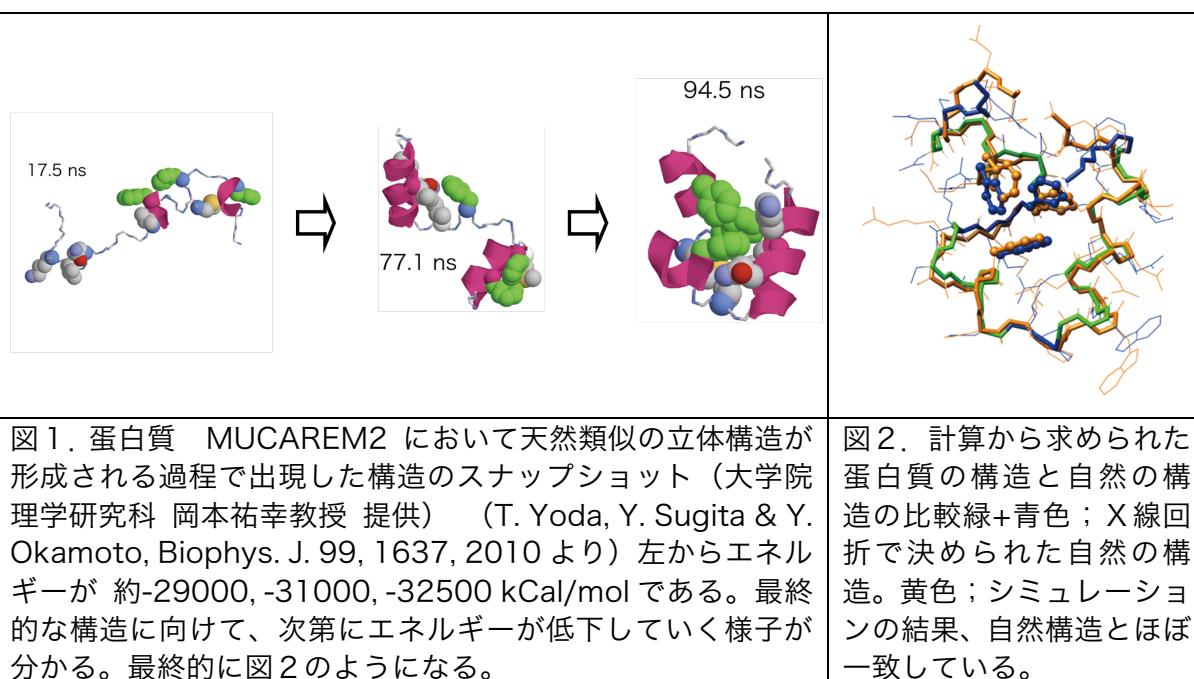 17.5 ns
77.1 ns
94.5 ns
図1. 蛋白質　MUCAREM2 において天然類似の立体構造が
形成される過程で出現した構造のスナップショット（大学院
理学研究科 岡本祐幸教授 提供）　（T. Yoda, Y. Sugita & Y.
Okamoto, Biophys. J. 99, 1637, 2010 より）左からエネル
ギーが 約-29000, -31000, -32500 kCal/mol である。最終
的な構造に向けて、次第にエネルギーが低下していく様子が
分かる。最終的に図２のようになる。
図２．計算から求められた
蛋白質の構造と自然の構
造の比較緑+青色；Ｘ線回
折で決められた自然の構
造。黄色；シミュレーショ
ンの結果、自然構造とほぼ
一致している。